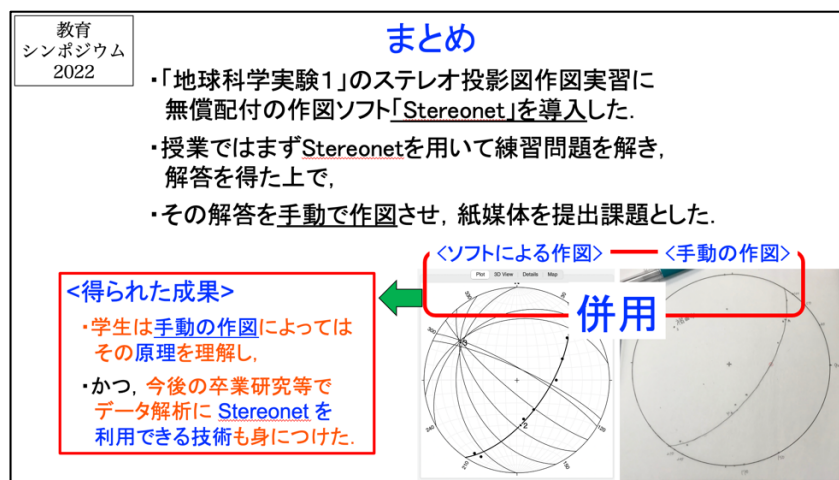 教育
シンポジウム
2022
まとめ
・「地球科学実験１」のステレオ投影図作図実習に
無償配付の作図ソフト「Stereonet」を導入した．
・授業ではまずStereonetを用いて練習問題を解き，
解答を得た上で，
・その解答を手動で作図させ，紙媒体を提出課題とした．
<ソフトによる作図>
<手動の作図>
併用
<得られた成果>
・学生は手動の作図によっては
その原理を理解し，
・かつ，今後の卒業研究等で
データ解析に Stereonet を
利用できる技術も身につけた．
Plot 3D View Details Map
300
240
210
150
120
2